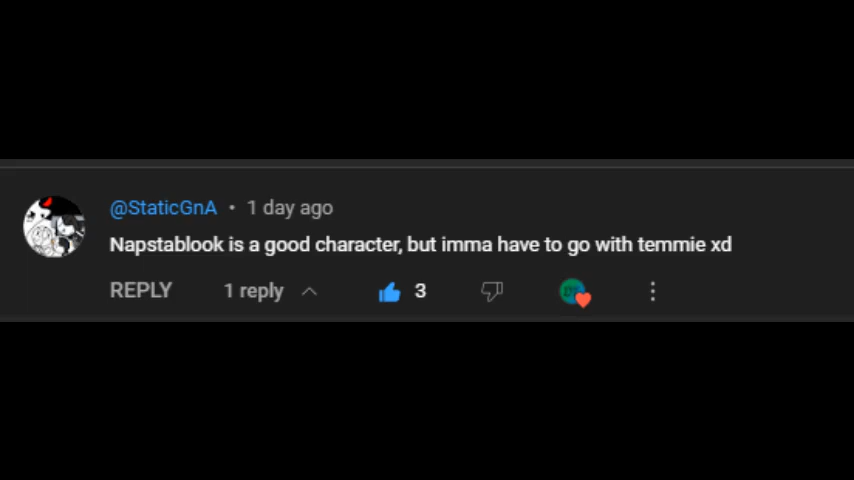 @StaticGnA • 1 day ago
Napstablook is a good character, but imma have to go with temmie xd
REPLY 1 reply 3